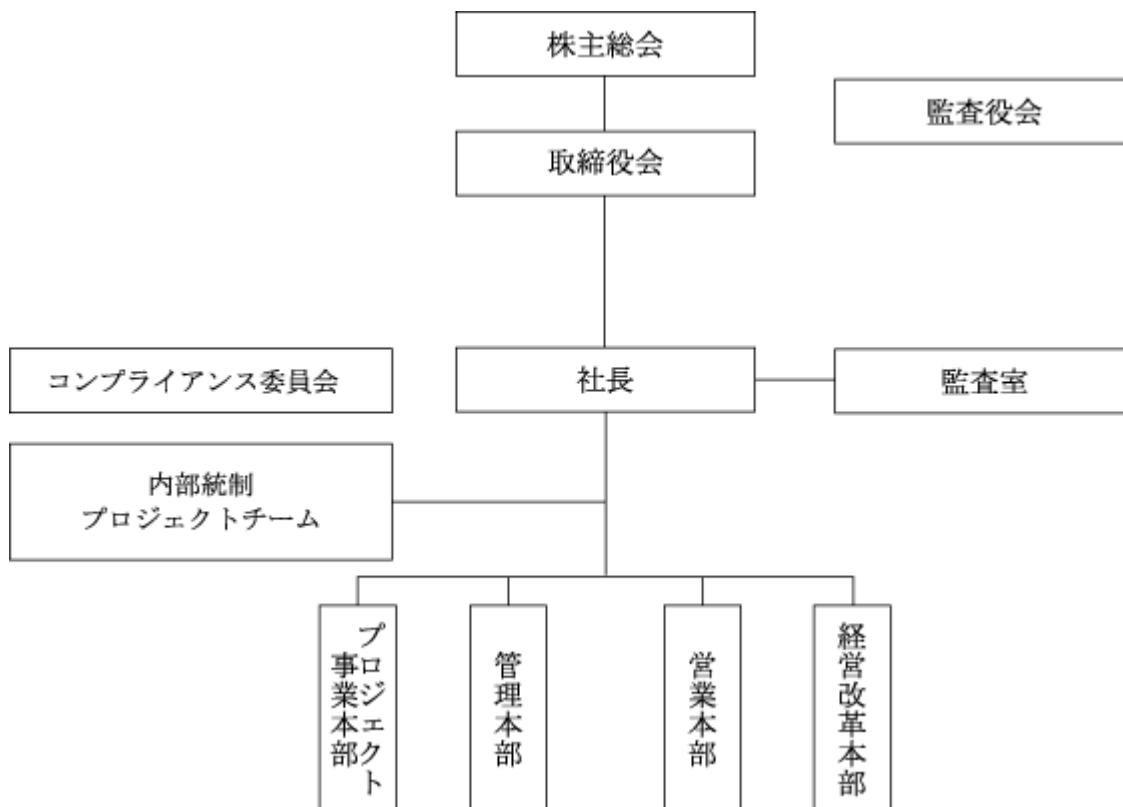 株主総会
監査役会
取締役会
コンプライアンス委員会
社長
監査室
内部統制
プロジェクトチーム
プロジェクト
事業本部
管理本部
営業本部
経営改革本部